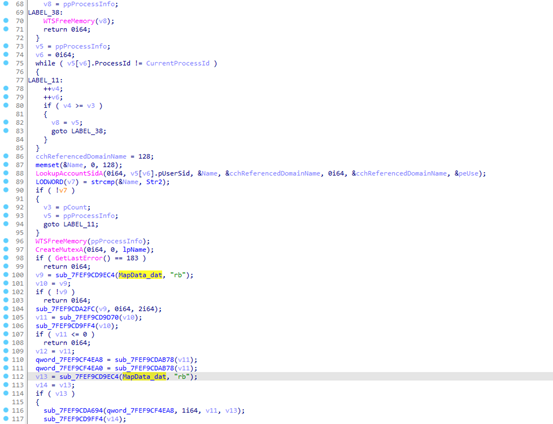 68 v8 = ppProcessInfo;
69 LABEL_38:
70 WTSFreeMemory(v8);
71 return 0i64;
72 }
73 v5 = ppProcessInfo;
74 v6 = 0i64;
75 while ( v5[v6].ProcessId != CurrentProcessId )
76 {
77 LABEL_11:
78 ++v4;
79 ++v6;
80 if ( v4 >= v3 )
81 {
82 v8 = v5;
83 goto LABEL_38;
84 }
85 }
86 cchReferencedDomainName = 128;
87 memset(&Name, 0, 128);
88 LookupAccountSidA(0i64, v5[v6].pUserSid, &Name, &cchReferencedDomainName, 0i64, &cchReferencedDomainName, &peUse);
89 LODWORD(v7) = strcmp(&Name, Str2);
90 if ( !v7 )
91 {
92 v3 = pCount;
93 v5 = ppProcessInfo;
94 goto LABEL_11;
95 }
96 WTSFreeMemory(ppProcessInfo);
97 CreateMutexA(0i64, 0, lpName);
98 if ( GetLastError() == 183 )
99 return 0i64;
100 v9 = sub_7FEF9CD9EC4(MapData_dat, "rb");
101 v10 = v9;
102 if ( !v9 )
103 return 0i64;
104 sub_7FEF9CDA2FC(v9, 0i64, 2i64);
105 v11 = sub_7FEF9CD9D70(v10);
106 sub_7FEF9CD9FF4(v10);
107 if ( v11 <= 0 )
108 return 0i64;
109 v12 = v11;
110 qword_7FEF9CF4EA8 = sub_7FEF9CDAB78(v11);
111 qword_7FEF9CF4EA0 = sub_7FEF9CDAB78(v11);
112 v13 = sub_7FEF9CD9EC4(MapData_dat, "rb");
113 v14 = v13;
114 if ( v13 )
115 {
116 sub_7FEF9CDA694(qword_7FEF9CF4EA8, 1i64, v11, v13);
117 sub_7FEF9CD9FF4(v14);